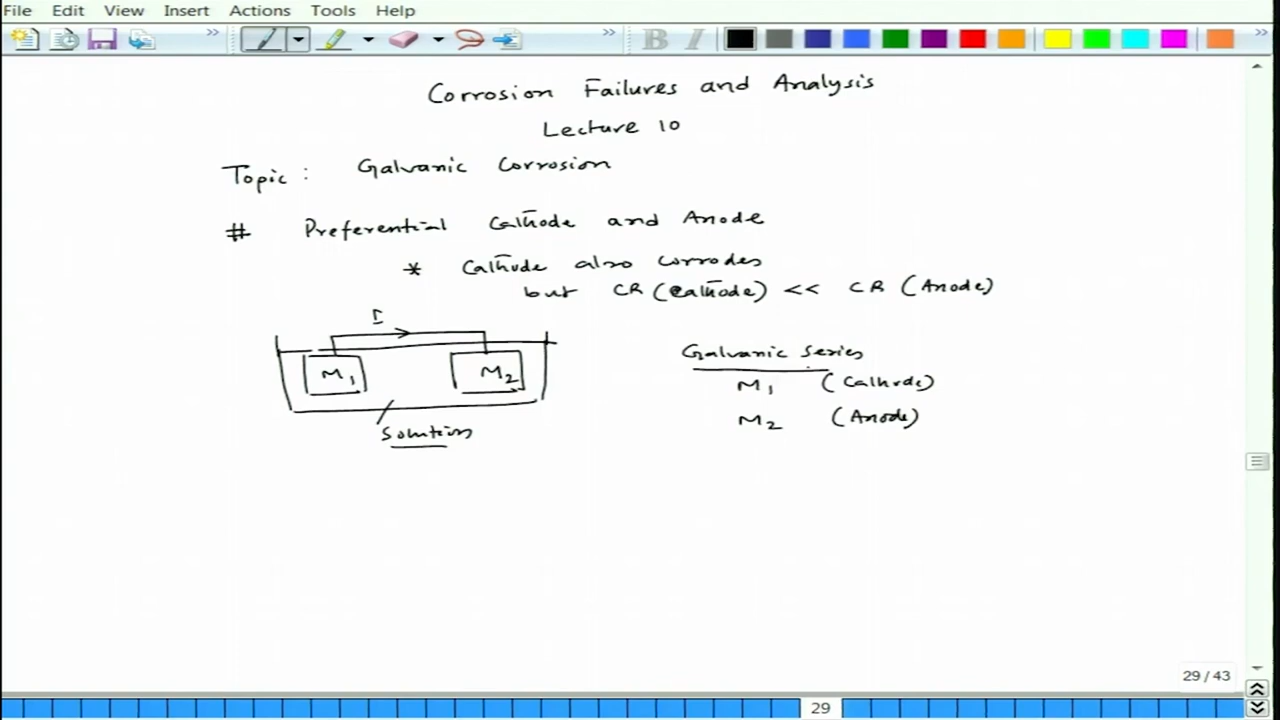 File Edit View Insert Actions Tools Help
B I
Corrosion Failures and Analysis
Lecture 10
Topic : Galvanic Corrosion
# Preferential Cathode and Anode
* Cathode also corrodes
but CR (Cathode) << CR (Anode)
I
M1 M2
Solution
Galvanic Series
M1 (Cathode)
M2 (Anode)
29 / 43
29